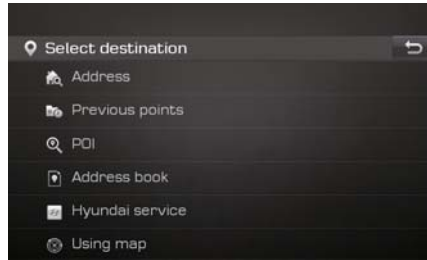 Select destination
Address
Previous points
POI
Address book
Hyundai service
Using map